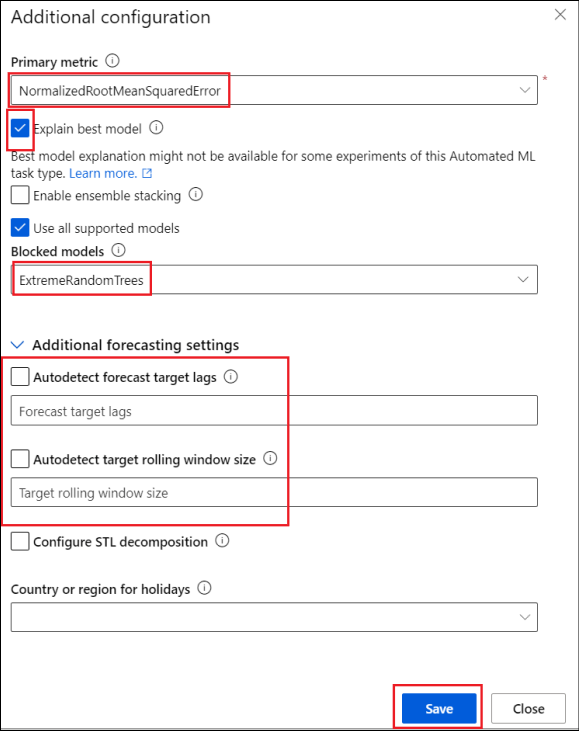 Additional configuration
Primary metric
NormalizedRootMeanSquaredError
*
Explain best model
Best model explanation might not be available for some experiments of this Automated ML
task type. Learn more.
Enable ensemble stacking
Use all supported models
Blocked models
ExtremeRandomTrees
Additional forecasting settings
Autodetect forecast target lags
Forecast target lags
Autodetect target rolling window size
Target rolling window size
Configure STL decomposition
Country or region for holidays
Save
Close